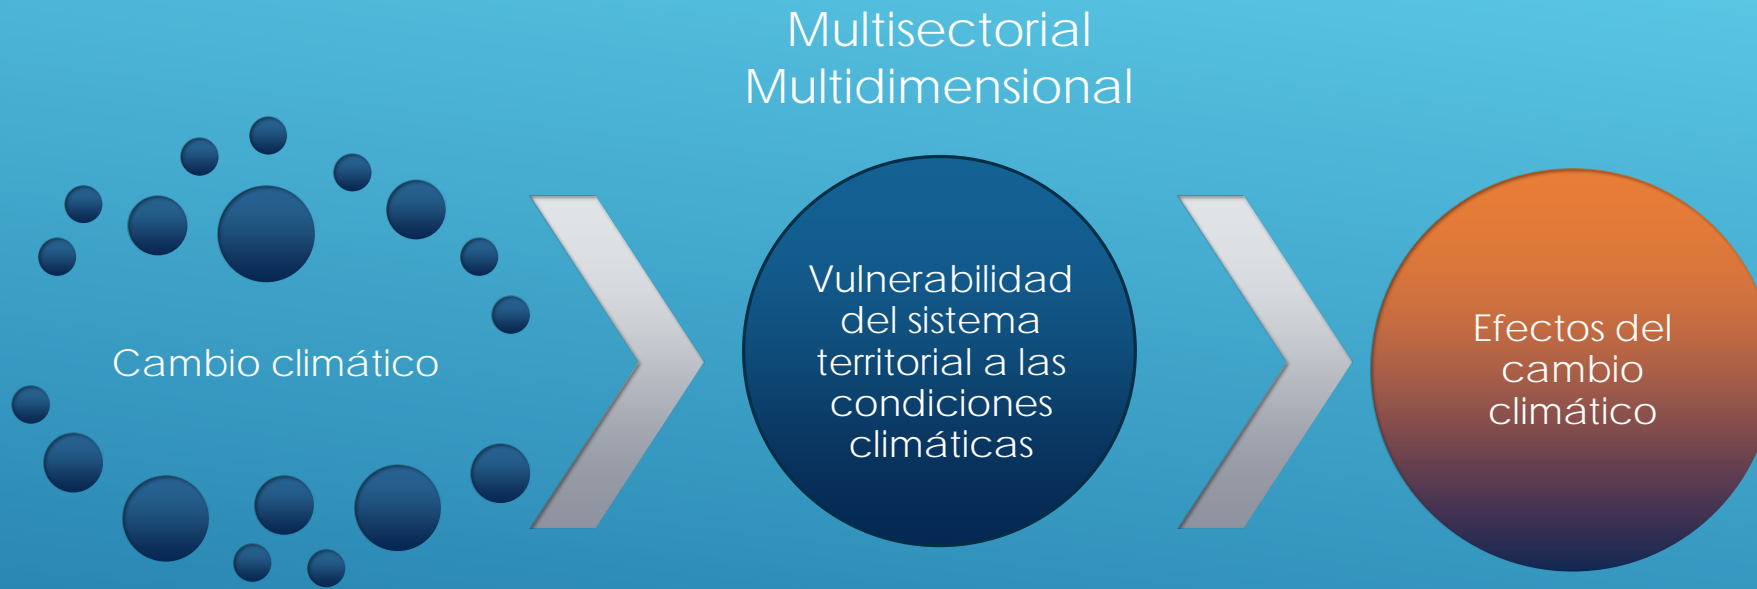 Multisectorial
Multidimensional
Cambio climático
Vulnerabilidad
del sistema
territorial a las
condiciones
climáticas
Efectos del
cambio
climático